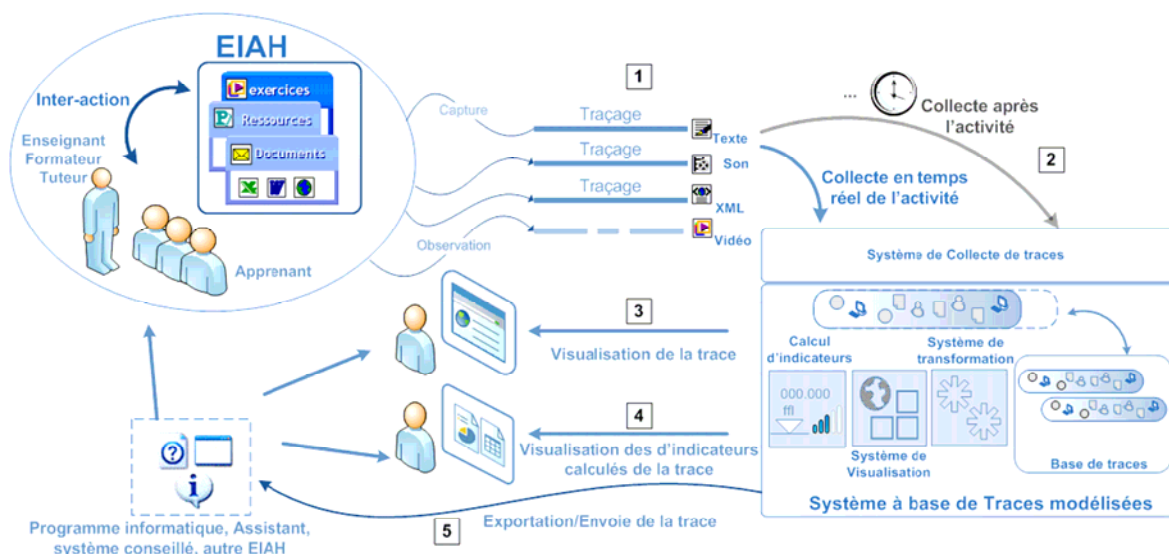 EIAH
Inter-action
exercices
Ressources
Documents
Enseignant
Formateur
Tuteur
Apprenant
Capture
Observation
1
Traçage
Texte
Traçage
Son
Traçage
XML
Vidéo
...
Collecte après
l'activité
2
Collecte en temps
réel de l'activité
Système de Collecte de traces
Calcul
d'indicateurs
Système de
transformation
000.000
ffl
Système de
Visualisation
Base de traces
Système à base de Traces modélisées
3
Visualisation de la trace
4
Visualisation des d'indicateurs
calculés de la trace
5
Exportation/Envoie de la trace
Programme informatique, Assistant,
système conseillé, autre EIAH